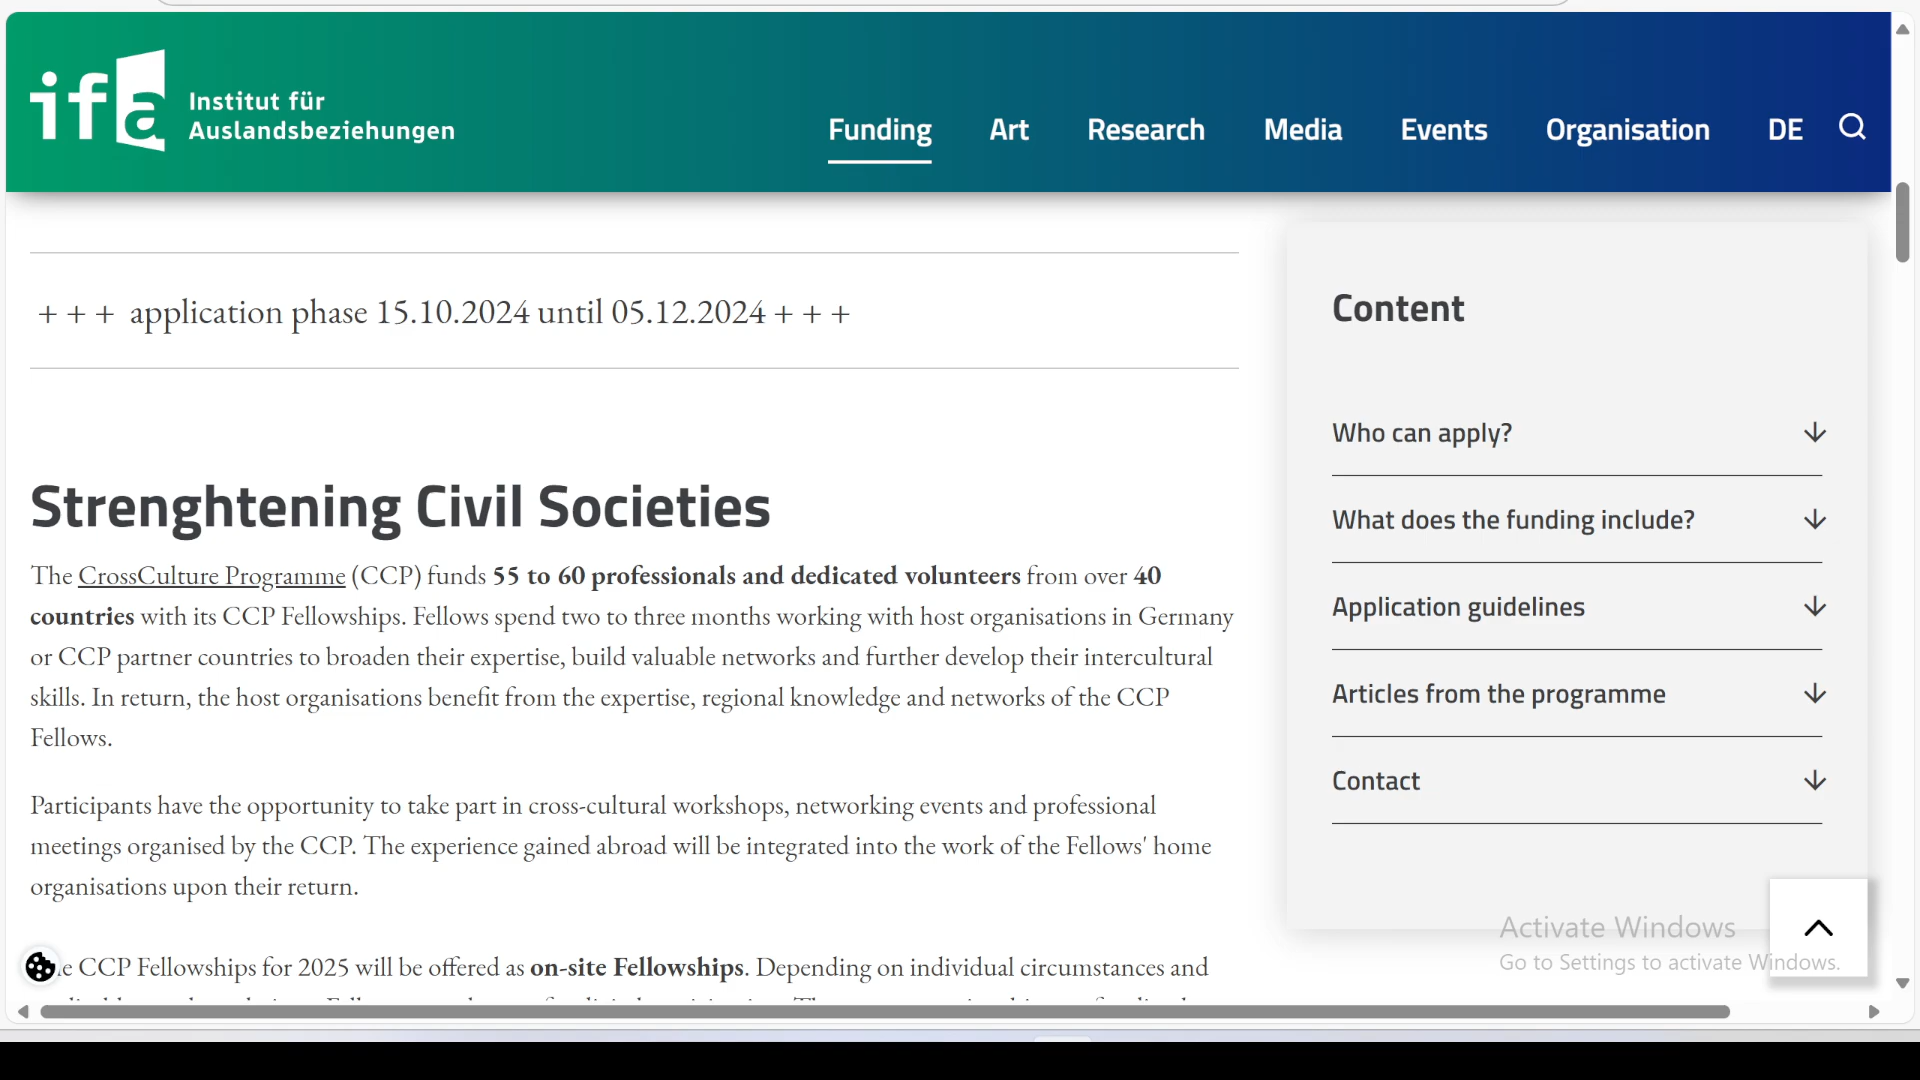 ifa
Institut für
Auslandsbeziehungen
Funding
Art
Research
Media
Events
Organisation
DE
+ + + application phase 15.10.2024 until 05.12.2024 + + +
Strenghtening Civil Societies
The CrossCulture Programme (CCP) funds 55 to 60 professionals and dedicated volunteers from over 40
countries with its CCP Fellowships. Fellows spend two to three months working with host organisations in Germany
or CCP partner countries to broaden their expertise, build valuable networks and further develop their intercultural
skills. In return, the host organisations benefit from the expertise, regional knowledge and networks of the CCP
Fellows.
Participants have the opportunity to take part in cross-cultural workshops, networking events and professional
meetings organised by the CCP. The experience gained abroad will be integrated into the work of the Fellows' home
organisations upon their return.
CCP Fellowships for 2025 will be offered as on-site Fellowships. Depending on individual circumstances and
Content
Who can apply?
What does the funding include?
Application guidelines
Articles from the programme
Contact
Activate Windows
Go to Settings to activate Windows.